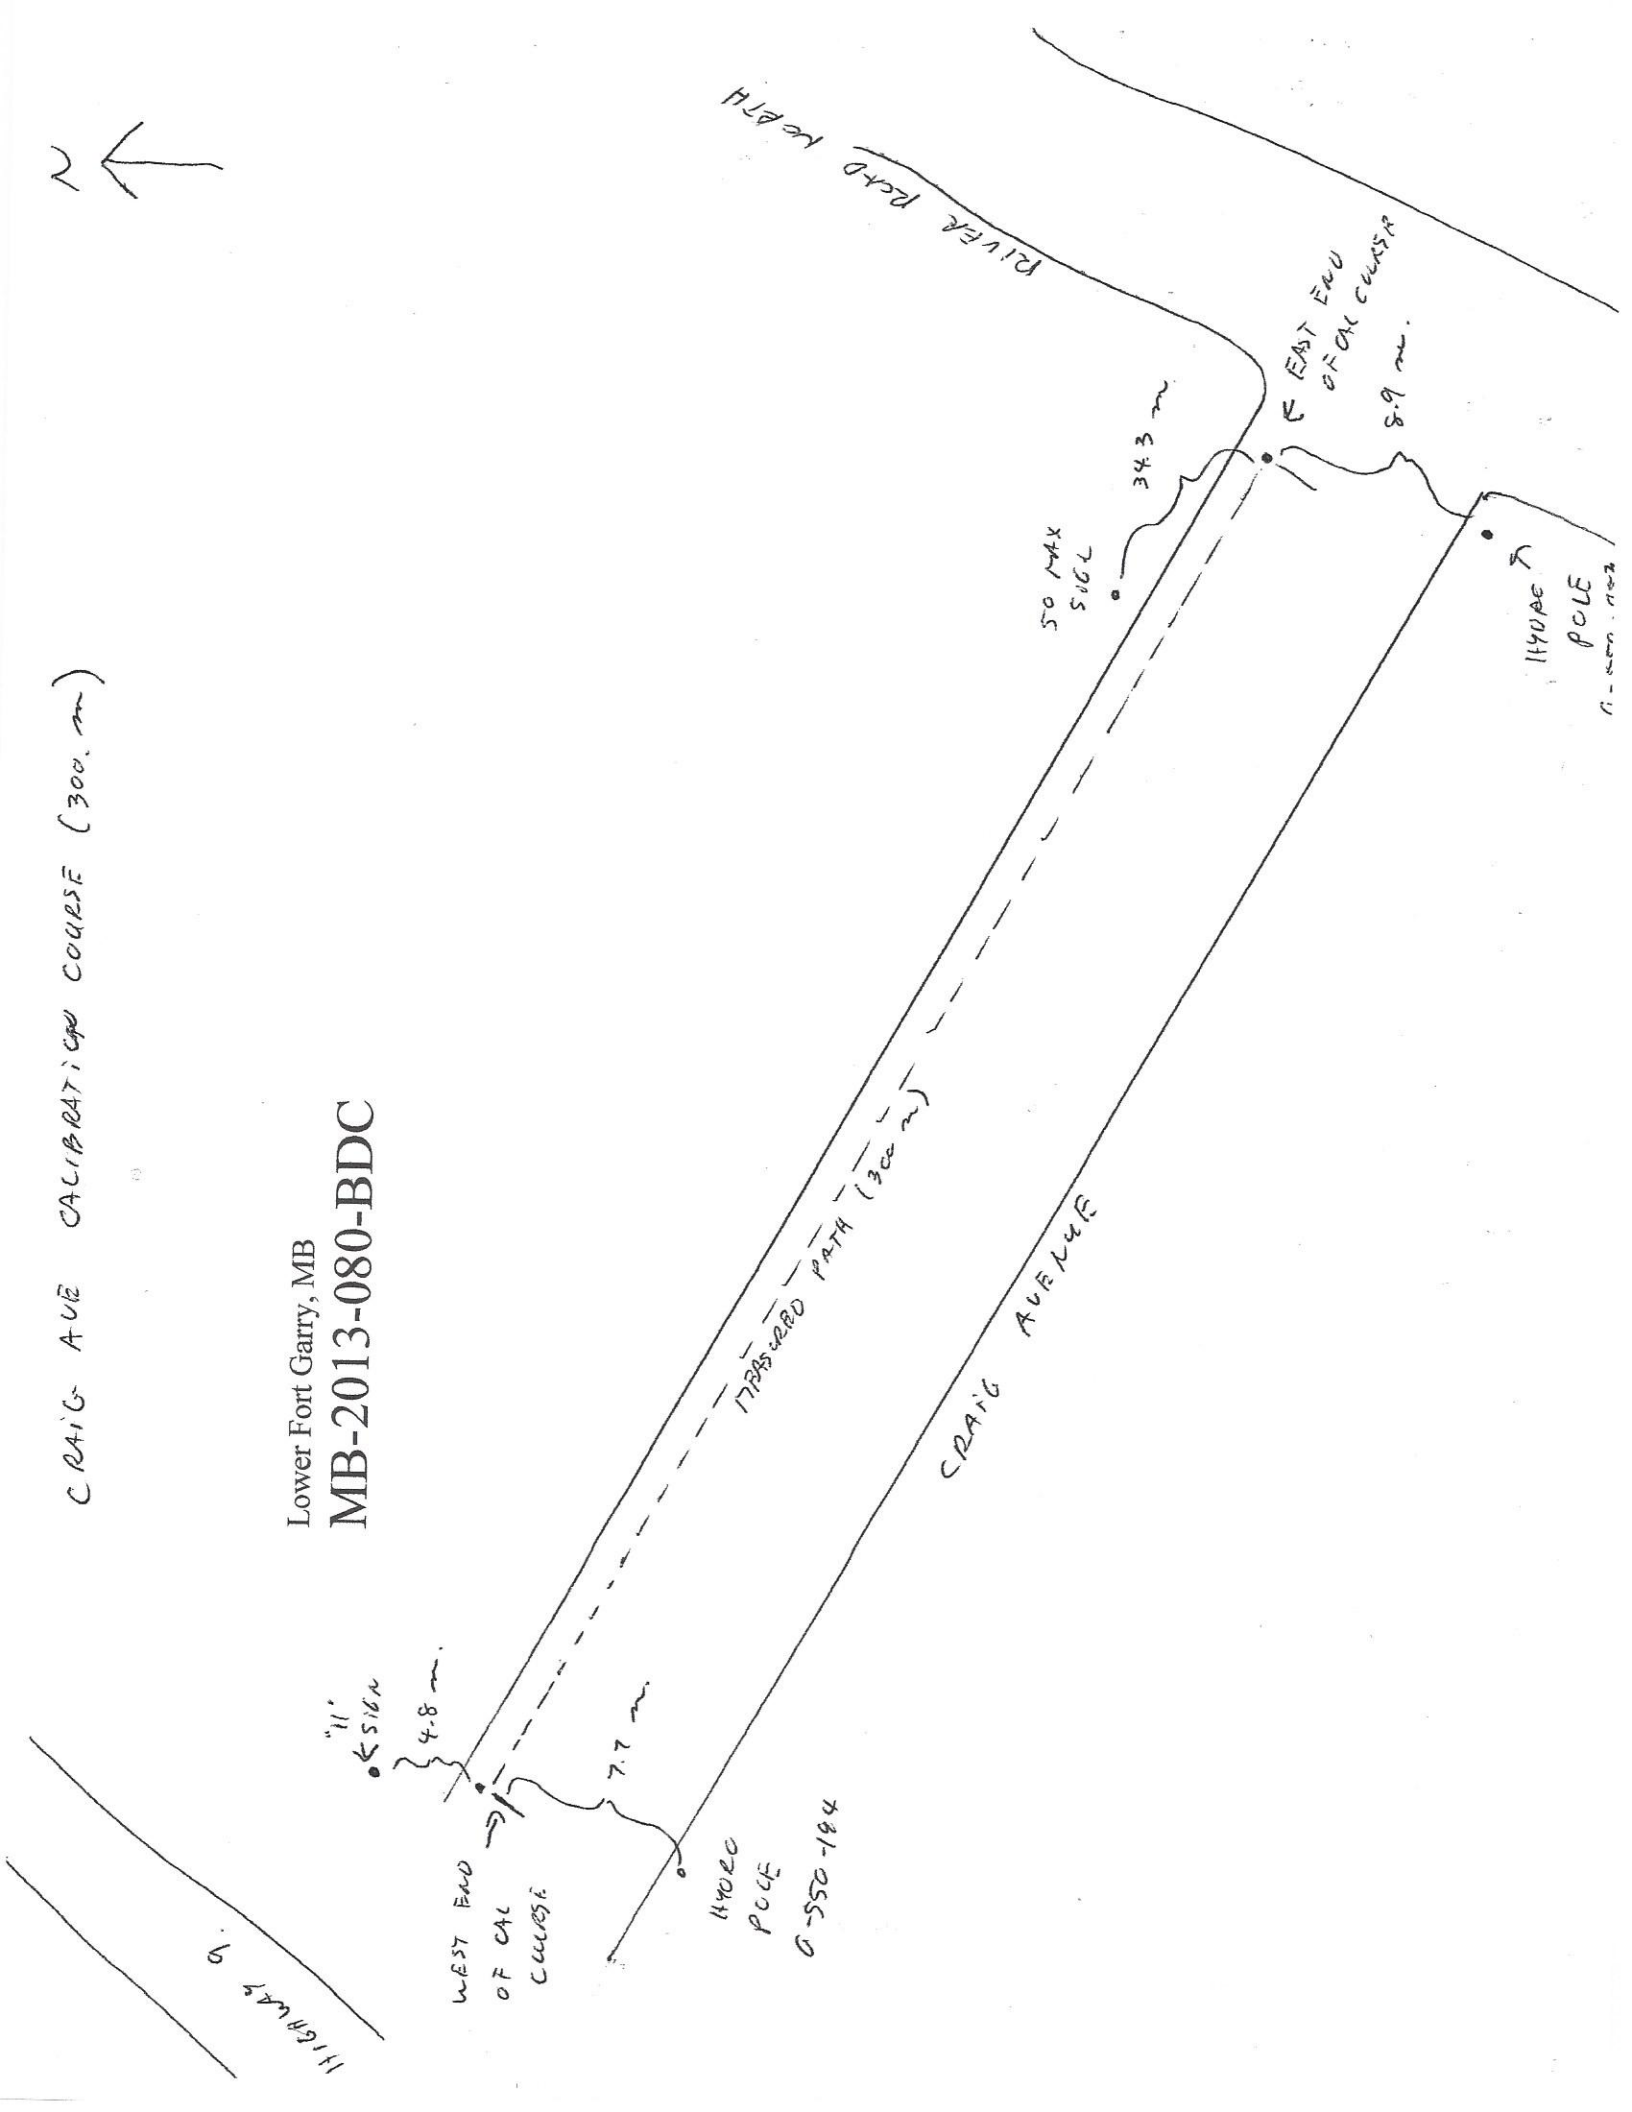 CRAIG AVE CALIBRATION COURSE (300. m)
N
Lower Fort Garry, MB
MB-2013-080-BDC
HIGHWAY 9.
"11"
SIGN
4.8 m.
WEST END
OF CAL
COURSE
7.7 m.
HYDRO
POLE
G-550-184
MEASURED PATH (300 m)
CRAIG AVENUE
RIVER ROAD NORTH
50 MAX
SIGN
34.3 m
EAST END
OF CAL COURSE
8.9 m.
HYDRO
POLE